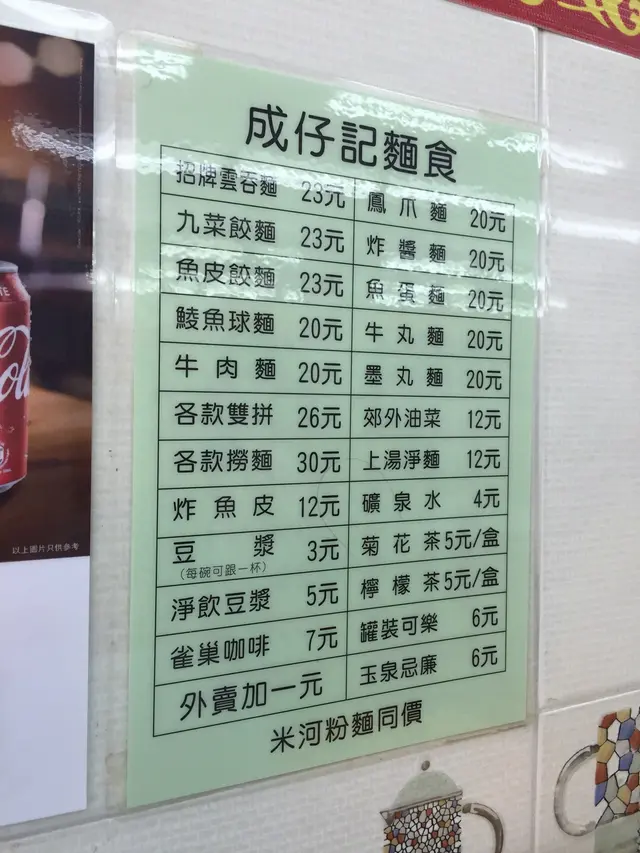 成仔記麵食
招牌雲吞麵 23元 鳳爪麵 20元
九菜餃麵 23元 炸醬麵 20元
魚皮餃麵 23元 魚蛋麵 20元
鯪魚球麵 20元 牛丸麵 20元
牛肉麵 20元 墨丸麵 20元
各款雙拼 26元 郊外油菜 12元
各款撈麵 30元 上湯淨麵 12元
炸魚皮 12元 礦泉水 4元
豆漿 3元 菊花茶 5元/盒
(每碗可跟一杯)
淨飲豆漿 5元 檸檬茶 5元/盒
雀巢咖啡 7元 罐裝可樂 6元
外賣加一元 玉泉忌廉 6元
米河粉麵同價
以上圖片只供參考